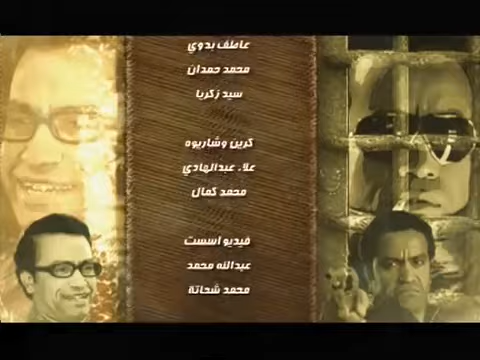 عاطف بدوي
محمد حمدان
سيد زكريا
كرين وشاريوه
علاء عبدالهادي
محمد كمال
فيديو اسست
عبدالله محمد
محمد شحاتة